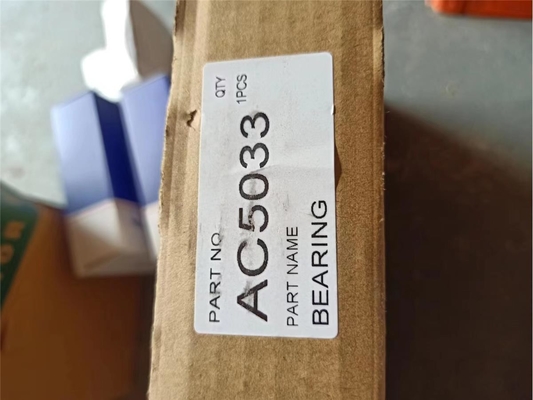 PART NO QTY
AC5033 1PCS
PART NAME
BEARING